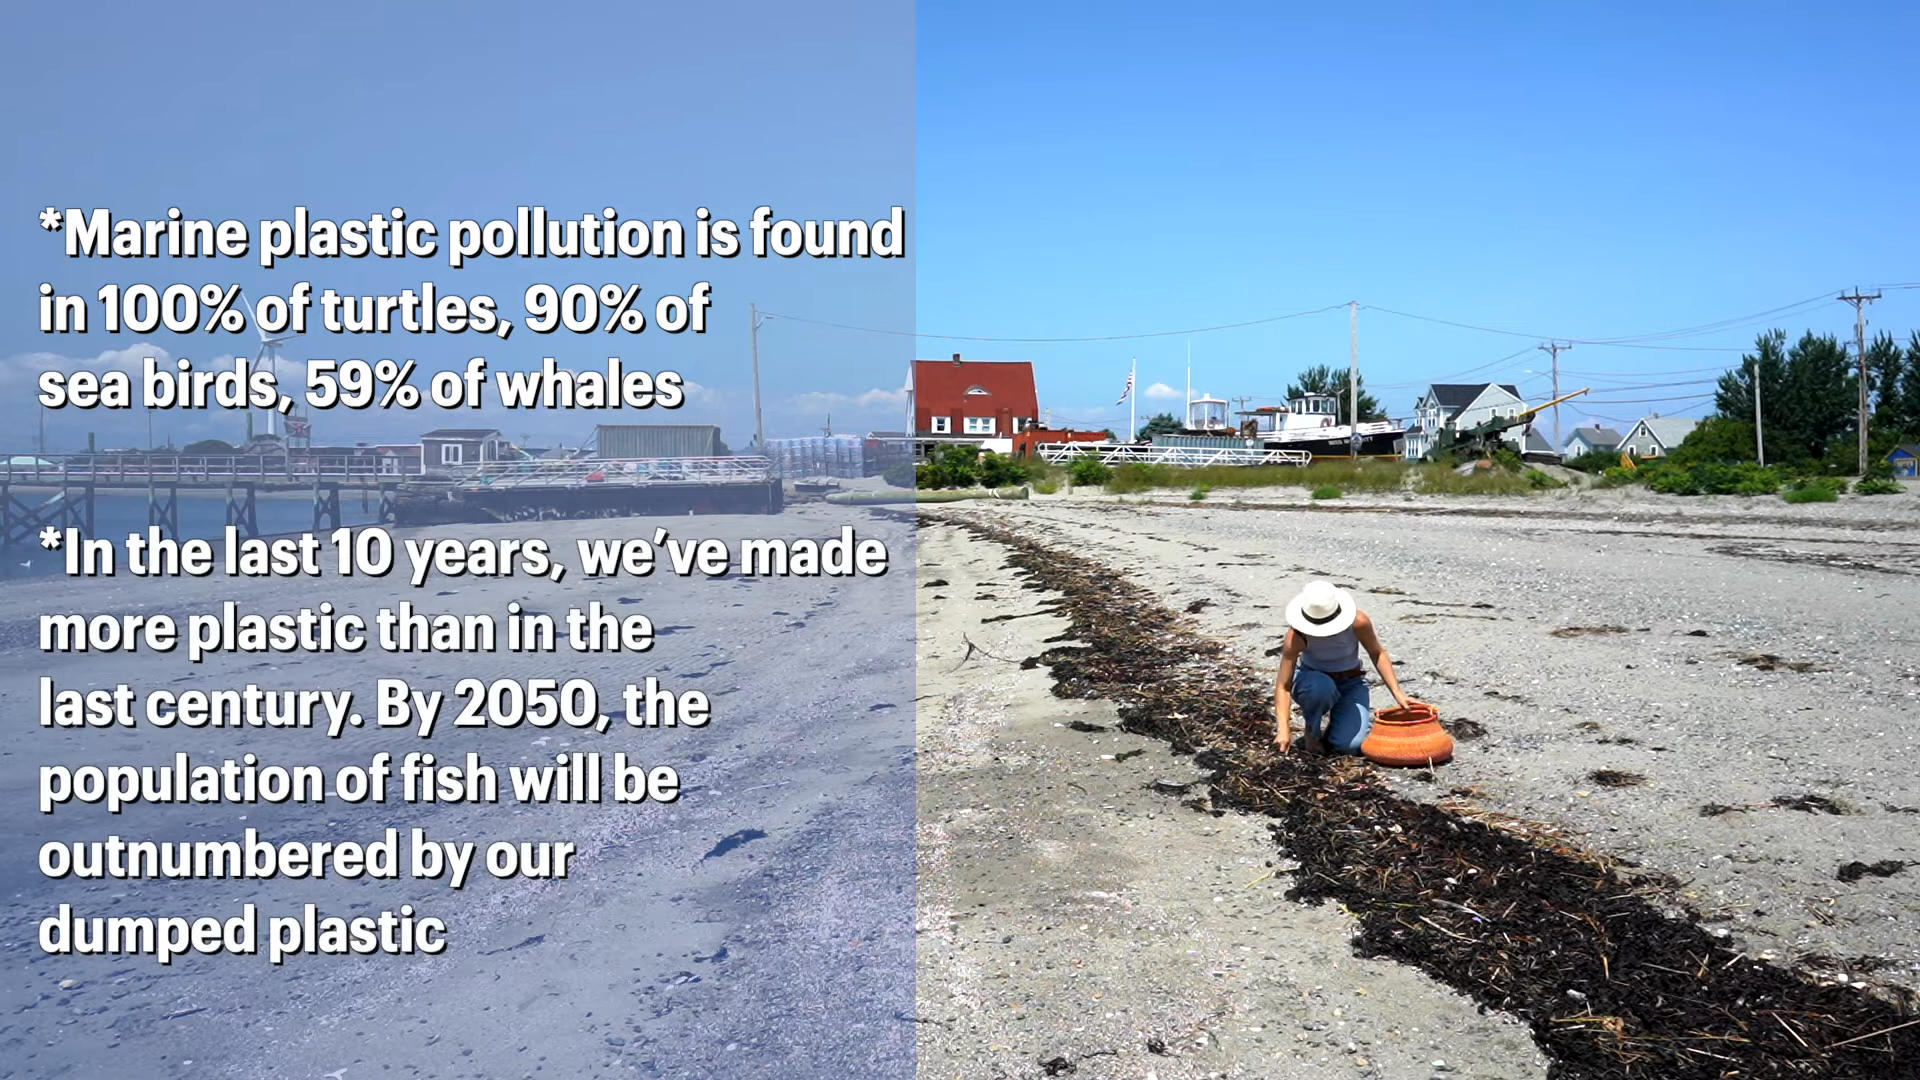 *Marine plastic pollution is found
in 100% of turtles, 90% of
sea birds, 59% of whales
*In the last 10 years, we’ve made
more plastic than in the
last century. By 2050, the
population of fish will be
outnumbered by our
dumped plastic